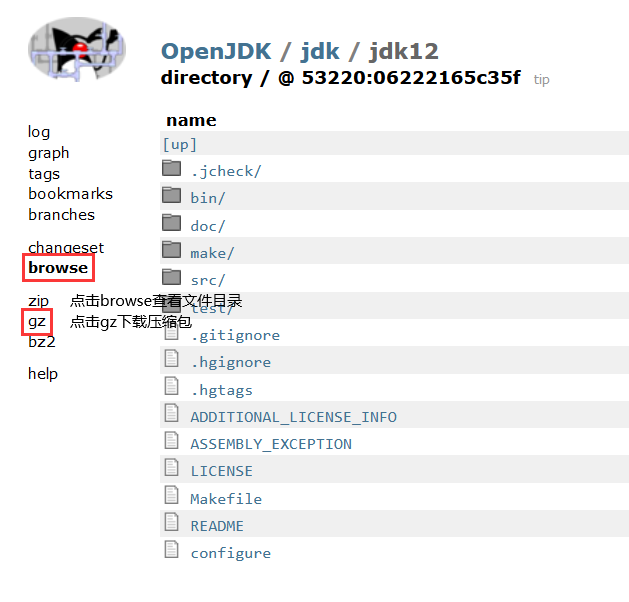 OpenJDK / jdk / jdk12
directory / @ 53220:06222165c35f tip
log
graph
tags
bookmarks
branches
changeset
browse
zip 点击browse查看文件目录
gz 点击gz下载压缩包
bz2
help
name
[up]
.jcheck/
bin/
doc/
make/
src/
test/
.gitignore
.hgignore
.hgtags
ADDITIONAL_LICENSE_INFO
ASSEMBLY_EXCEPTION
LICENSE
Makefile
README
configure